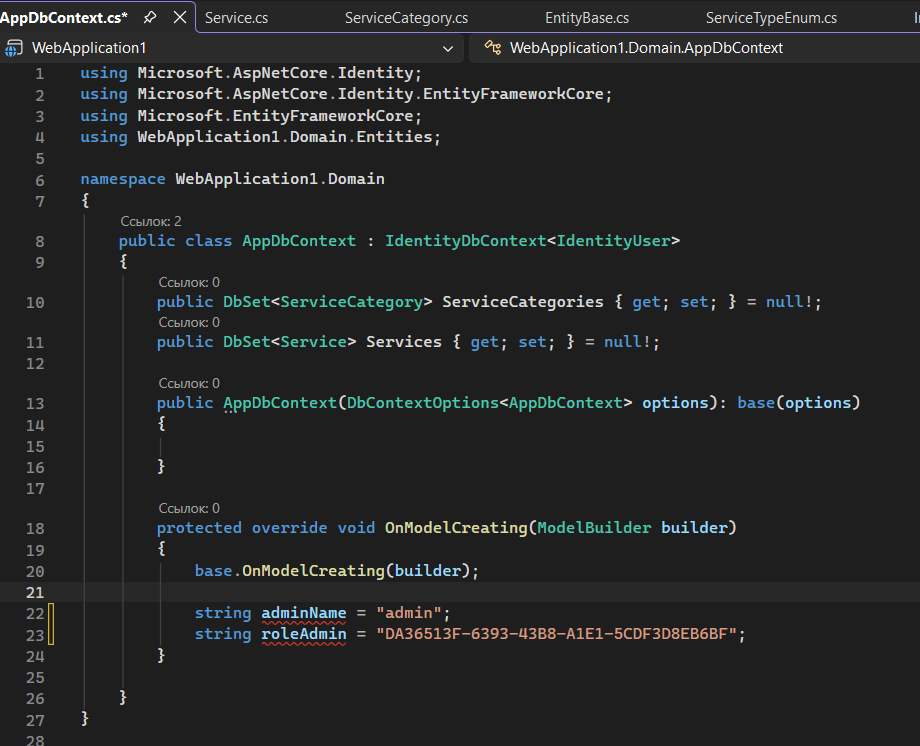 AppDbContext.cs* Service.cs ServiceCategory.cs EntityBase.cs ServiceTypeEnum.cs
WebApplication1 WebApplication1.Domain.AppDbContext
1 using Microsoft.AspNetCore.Identity;
2 using Microsoft.AspNetCore.Identity.EntityFrameworkCore;
3 using Microsoft.EntityFrameworkCore;
4 using WebApplication1.Domain.Entities;
5
6 namespace WebApplication1.Domain
7 {
Ссылок: 2
8 public class AppDbContext : IdentityDbContext<IdentityUser>
9 {
Ссылок: 0
10 public DbSet<ServiceCategory> ServiceCategories { get; set; } = null!;
Ссылок: 0
11 public DbSet<Service> Services { get; set; } = null!;
12
Ссылок: 0
13 public AppDbContext(DbContextOptions<AppDbContext> options): base(options)
14 {
15
16 }
17
Ссылок: 0
18 protected override void OnModelCreating(ModelBuilder builder)
19 {
20 base.OnModelCreating(builder);
21
22 string adminName = "admin";
23 string roleAdmin = "DA36513F-6393-43B8-A1E1-5CDF3D8EB6BF";
24 }
25
26 }
27 }
28